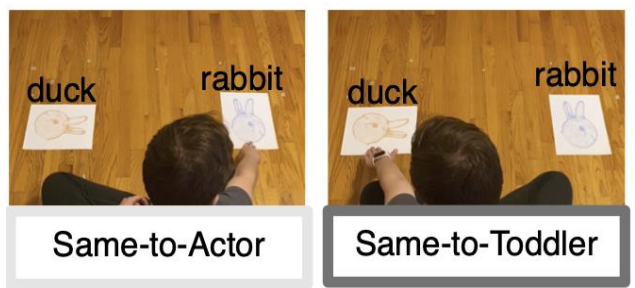 duck
rabbit
duck
rabbit
Same-to-Actor
Same-to-Toddler